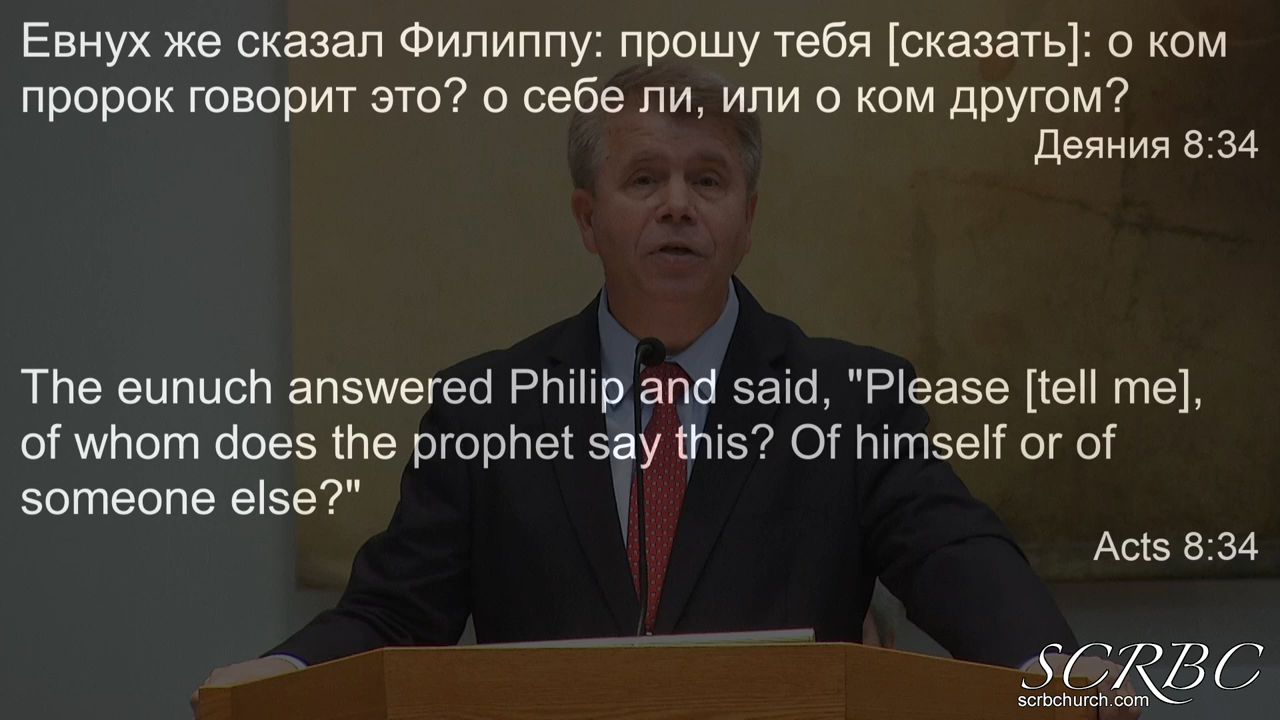 Евнух же сказал Филиппу: прошу тебя [сказать]: о ком
пророк говорит это? о себе ли, или о ком другом?
Деяния 8:34
The eunuch answered Philip and said, "Please [tell me],
of whom does the prophet say this? Of himself or of
someone else?"
Acts 8:34
SCRBC
scrbchurch.com